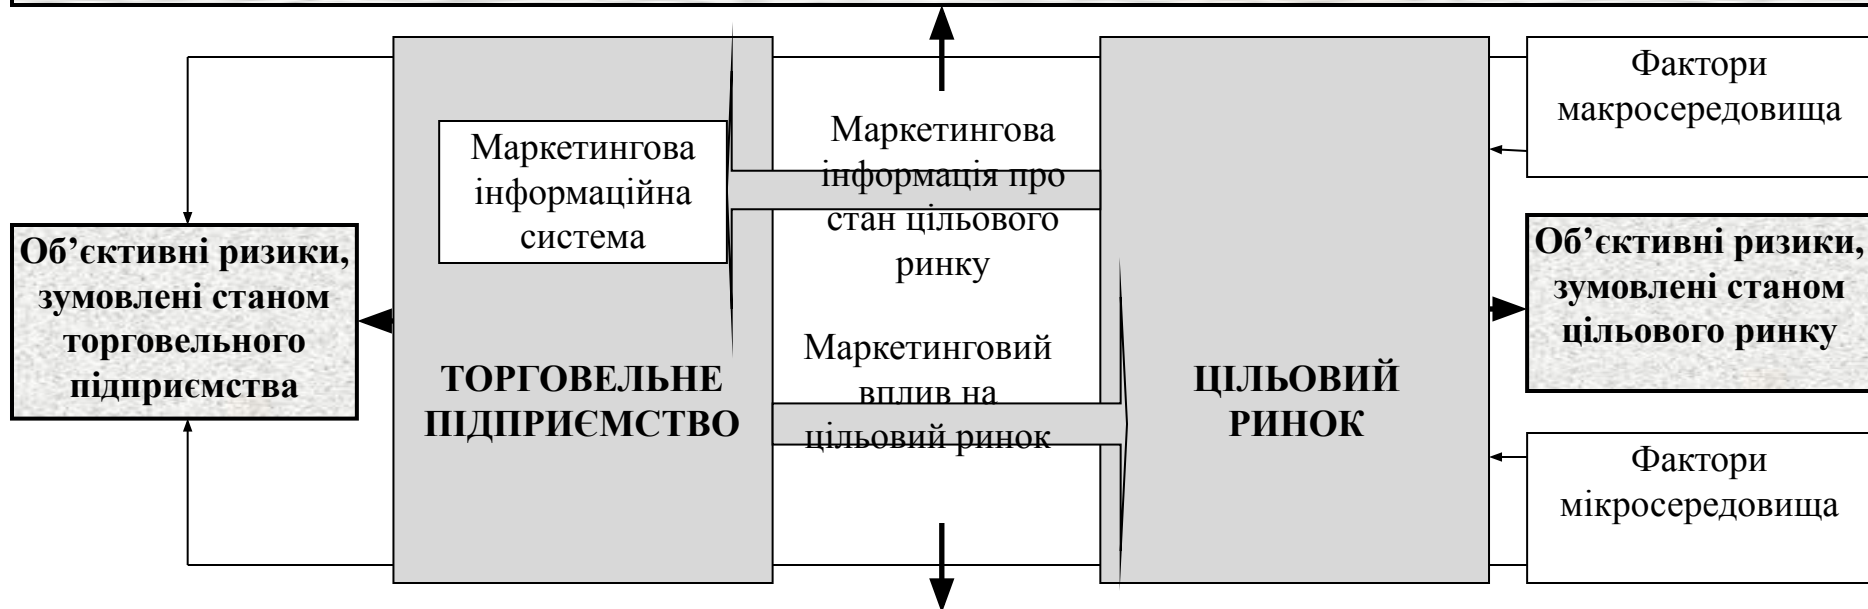 Фактори
макросередовища
Маркетингова
інформація про
стан цільового
ринку
Маркетингова
інформаційна
система
Об’єктивні ризики,
зумовлені станом
торговельного
підприємства
Об’єктивні ризики,
зумовлені станом
цільового ринку
Маркетинговий
вплив на
цільовий ринок
ТОРГОВЕЛЬНЕ
ПІДПРИЄМСТВО
ЦІЛЬОВИЙ
РИНОК
Фактори
мікросередовища